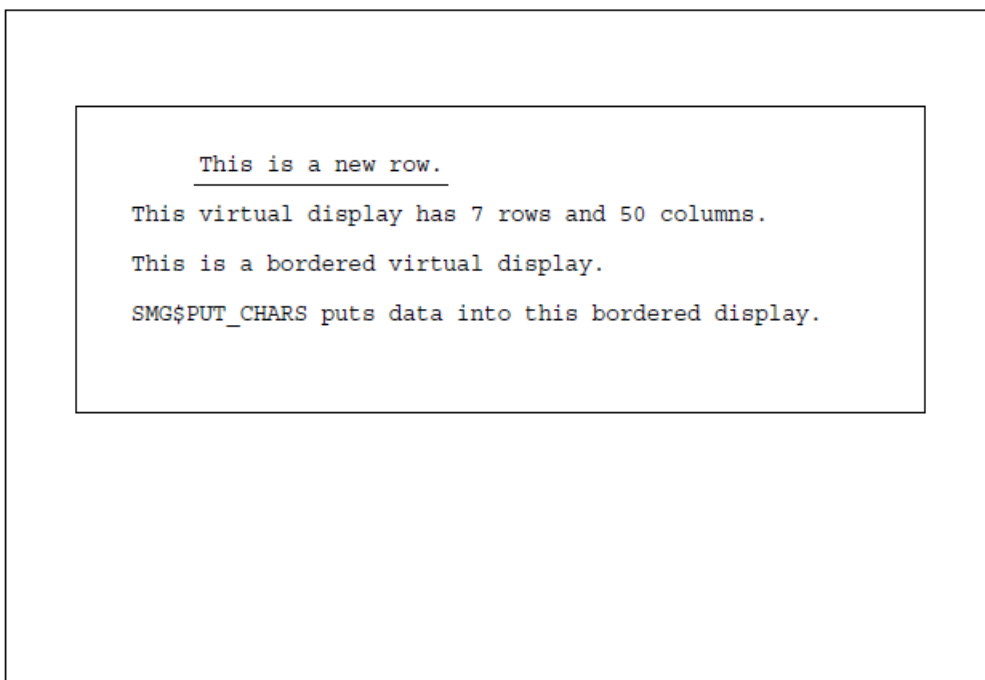 This is a new row.
This virtual display has 7 rows and 50 columns.
This is a bordered virtual display.
SMG$PUT_CHARS puts data into this bordered display.